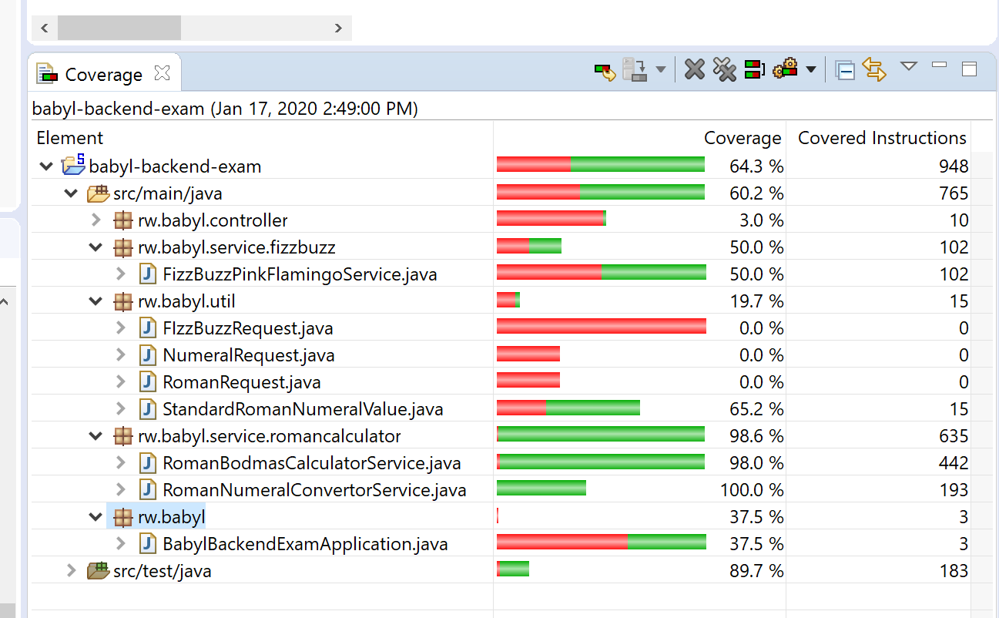 Coverage
babyl-backend-exam (Jan 17, 2020 2:49:00 PM)
Element Coverage Covered Instructions
babyl-backend-exam 64.3 % 948
src/main/java 60.2 % 765
rw.babyl.controller 3.0 % 10
rw.babyl.service.fizzbuzz 50.0 % 102
J FizzBuzzPinkFlamingoService.java 50.0 % 102
rw.babyl.util 19.7 % 15
J FIzzBuzzRequest.java 0.0 % 0
J NumeralRequest.java 0.0 % 0
J RomanRequest.java 0.0 % 0
J StandardRomanNumeralValue.java 65.2 % 15
rw.babyl.service.romancalculator 98.6 % 635
J RomanBodmasCalculatorService.java 98.0 % 442
J RomanNumeralConvertorService.java 100.0 % 193
rw.babyl 37.5 % 3
J BabylBackendExamApplication.java 37.5 % 3
src/test/java 89.7 % 183